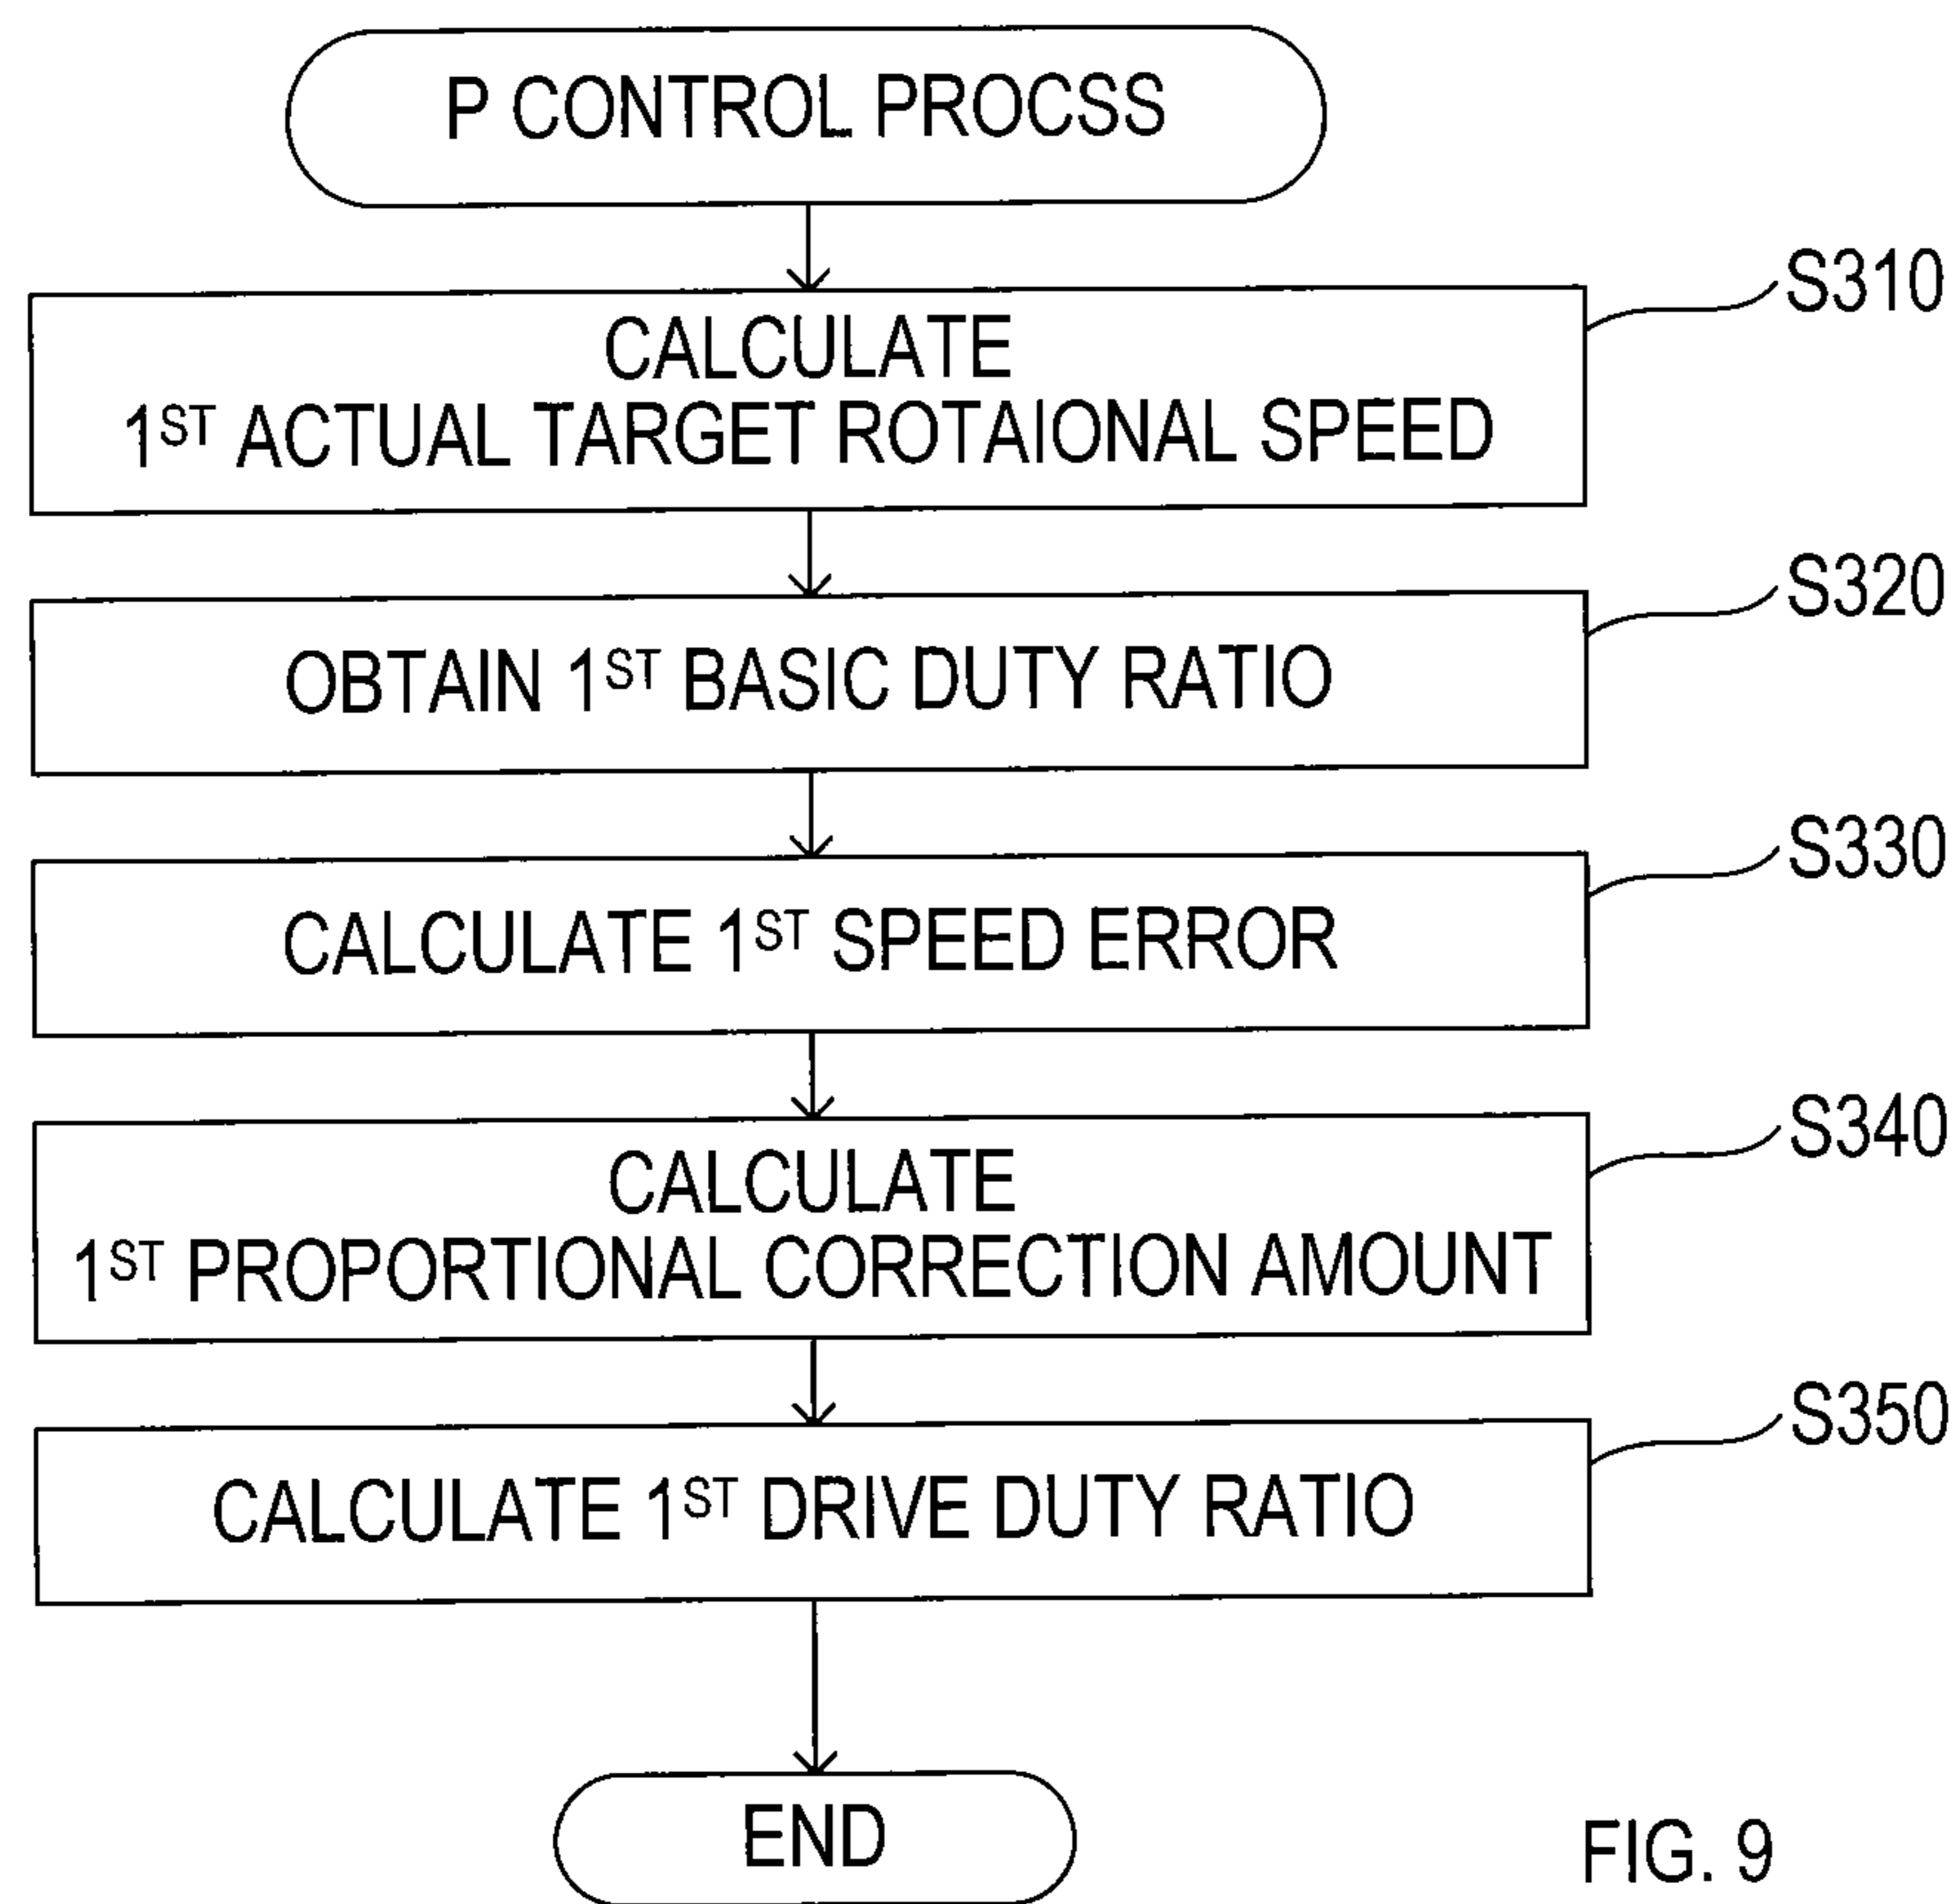 P CONTROL PROCSS
S310
CALCULATE
1ST ACTUAL TARGET ROTAIONAL SPEED
S320
OBTAIN 1ST BASIC DUTY RATIO
S330
CALCULATE 1ST SPEED ERROR
S340
CALCULATE
1ST PROPORTIONAL CORRECTION AMOUNT
S350
CALCULATE 1ST DRIVE DUTY RATIO
END
FIG. 9